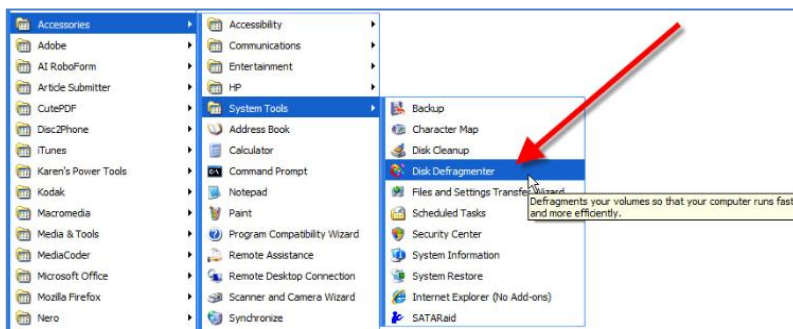 Accessories
Adobe
AI RoboForm
Article Submitter
CutePDF
Disc2Phone
iTunes
Karen's Power Tools
Kodak
Macromedia
Media & Tools
MediaCoder
Microsoft Office
Mozilla Firefox
Nero
Accessibility
Communications
Entertainment
HP
System Tools
Address Book
Calculator
Command Prompt
Notepad
Paint
Program Compatibility Wizard
Remote Assistance
Remote Desktop Connection
Scanner and Camera Wizard
Synchronize
Backup
Character Map
Disk Cleanup
Disk Defragmenter
Files and Settings Transfer Wizard
Scheduled Tasks
Security Center
System Information
System Restore
Internet Explorer (No Add-ons)
SATARaid
Defragments your volumes so that your computer runs fast
and more efficiently.